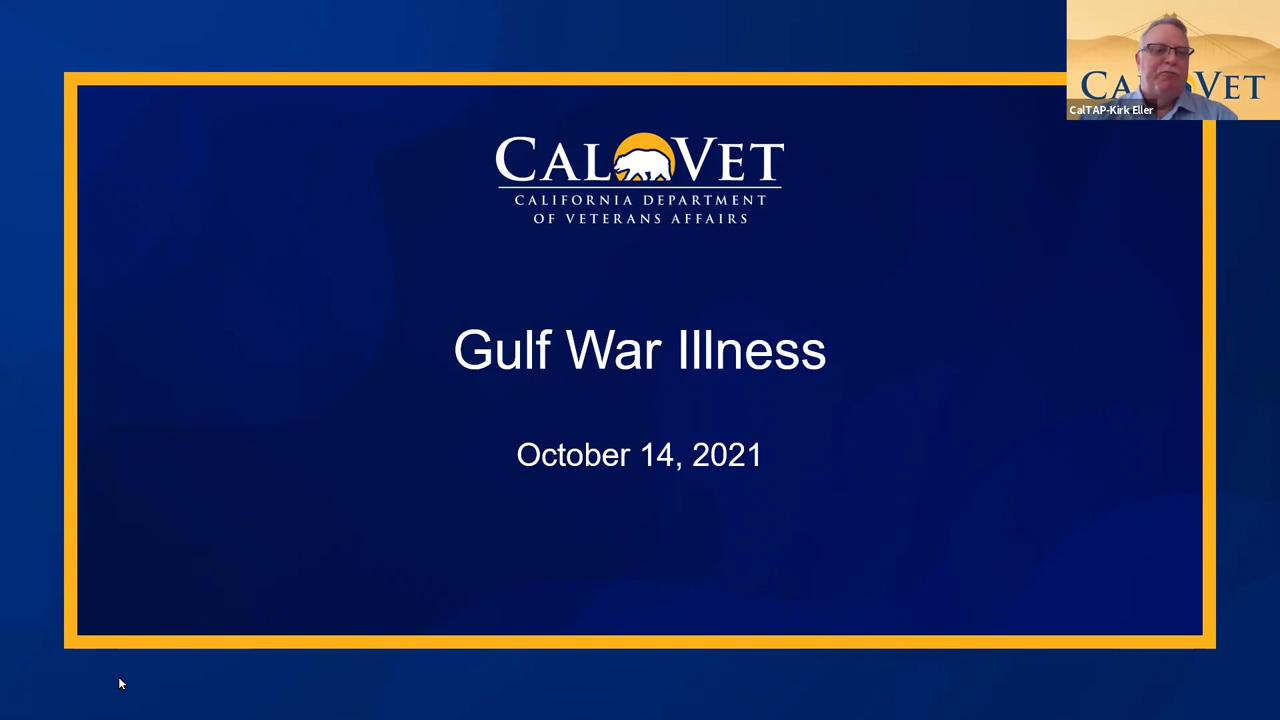 CALVET
CALIFORNIA DEPARTMENT
OF VETERANS AFFAIRS
Gulf War Illness
October 14, 2021
CalTAP-Kirk Eller